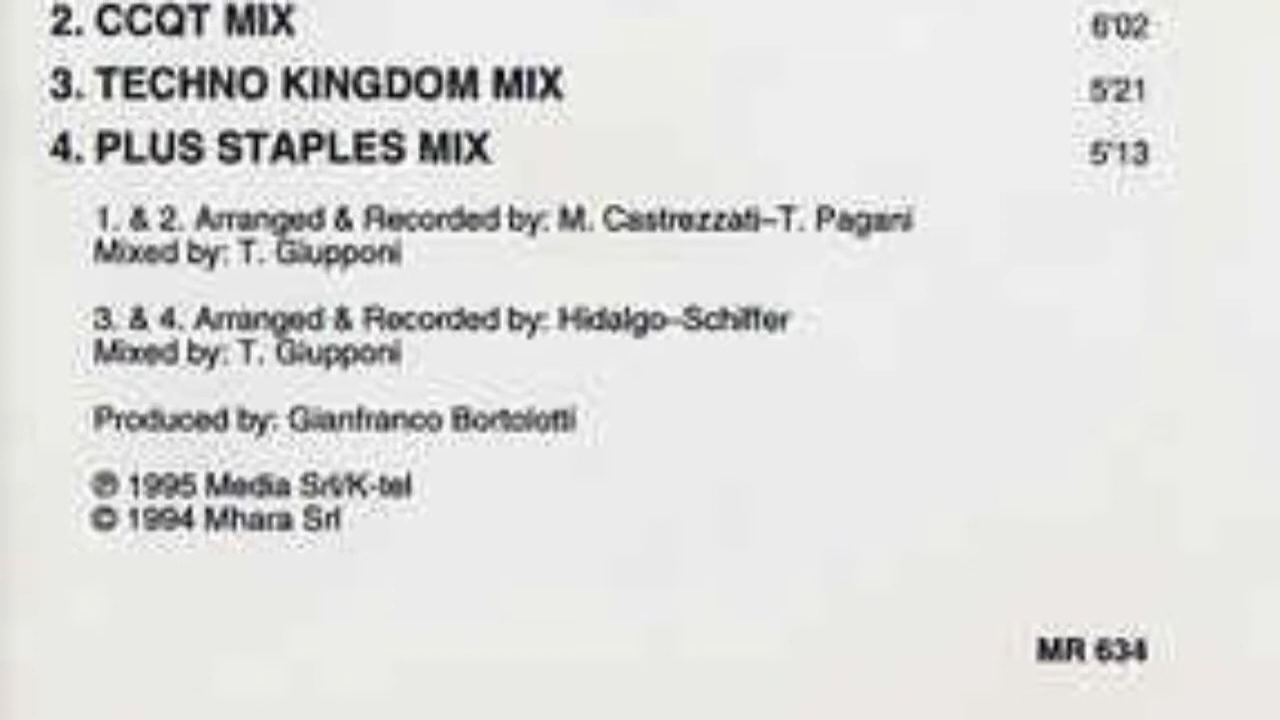 2. CCQT MIX 6'02
3. TECHNO KINGDOM MIX 5'21
4. PLUS STAPLES MIX 5'13
1. & 2. Arranged & Recorded by: M. Castrezzati–T. Pagani
Mixed by: T. Giupponi
3. & 4. Arranged & Recorded by: Hidalgo–Schiffer
Mixed by: T. Giupponi
Produced by: Gianfranco Bortolotti
℗ 1995 Media Srl/K-tel
© 1994 Mhara Srl
MR 634